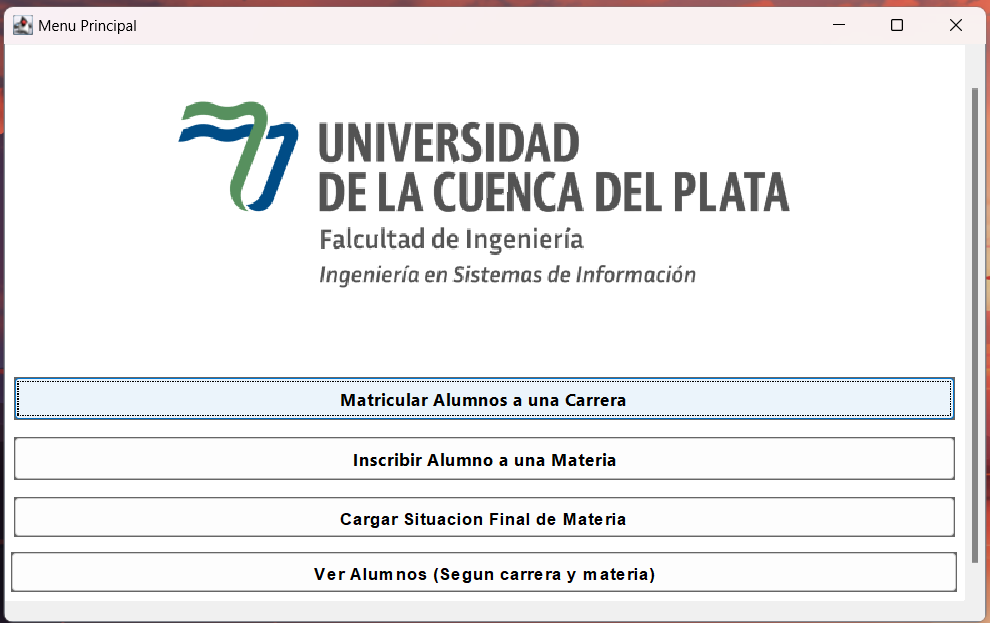 Menu Principal
UNIVERSIDAD
DE LA CUENCA DEL PLATA
Falcultad de Ingeniería
Ingeniería en Sistemas de Información
Matricular Alumnos a una Carrera
Inscribir Alumno a una Materia
Cargar Situacion Final de Materia
Ver Alumnos (Segun carrera y materia)